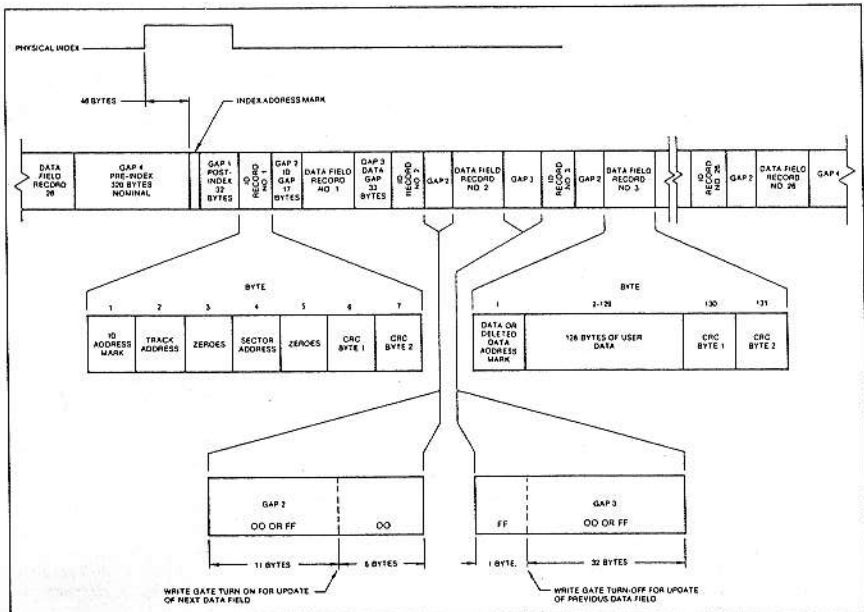 PHYSICAL INDEX
46 BYTES
INDEX ADDRESS MARK
DATA
FIELD
RECORD
26
GAP 4
PRE-INDEX
320 BYTES
NOMINAL
GAP 1
POST-
INDEX
32
BYTES
ID
RECORD
NO. 1
GAP 2
ID
GAP
17
BYTES
DATA FIELD
RECORD
NO. 1
GAP 3
DATA
GAP
33
BYTES
ID
RECORD
NO. 2
GAP 2
DATA FIELD
RECORD
NO. 2
GAP 3
ID
RECORD
NO. 3
GAP 2
DATA FIELD
RECORD
NO. 3
ID
RECORD
NO. 26
GAP 2
DATA FIELD
RECORD
NO. 26
GAP 4
BYTE
1 2 3 4 5 6 7
ID
ADDRESS
MARK
TRACK
ADDRESS
ZEROES
SECTOR
ADDRESS
ZEROES
CRC
BYTE 1
CRC
BYTE 2
BYTE
1 2-129 130 131
DATA OR
DELETED
DATA
ADDRESS
MARK
128 BYTES OF USER
DATA
CRC
BYTE 1
CRC
BYTE 2
GAP 2
OO OR FF
OO
11 BYTES
6 BYTES
WRITE GATE TURN ON FOR UPDATE
OF NEXT DATA FIELD
FF
GAP 3
OO OR FF
1 BYTE
32 BYTES
WRITE GATE TURN-OFF FOR UPDATE
OF PREVIOUS DATA FIELD